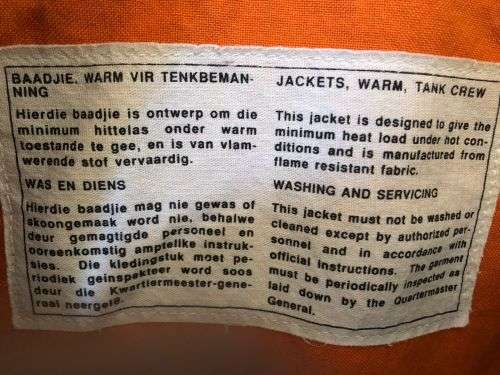 BAADJIE, WARM VIR TENKBEMAN-
NING
Hierdie baadjie is ontwerp om die
minimum hittelas onder warm
toestande te gee, en is van vlam-
werende stof vervaardig.
WAS EN DIENS
Hierdie baadjie mag nie gewas of
skoongemaak word nie, behalwe
deur gemagtigde personeel en
ooreenkomstig amptelike instruk-
sies. Die kledingstuk moet pe-
riodiek geinspekteer word soos
deur die Kwartiermeester-gene-
raal neergelê.
JACKETS, WARM, TANK CREW
This jacket is designed to give the
minimum heat load under hot con-
ditions and is manufactured from
flame resistant fabric.
WASHING AND SERVICING
This jacket must not be washed or
cleaned except by authorized per-
sonnel and in accordance with
official instructions. The garment
must be periodically inspected as
laid down by the Quartermaster
General.